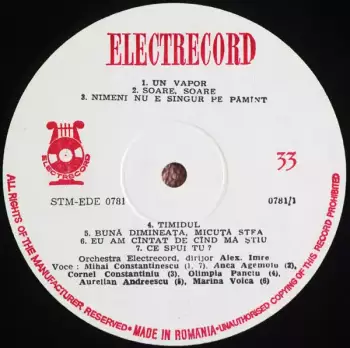 ELECTRECORD
1. UN VAPOR
2. SOARE, SOARE
3. NIMENI NU E SINGUR PE PĂMÎNT
ELECTRECORD
33
STM-EDE 0781
0781/1
4. TIMIDUL
5. BUNĂ DIMINEAȚA, MICUȚA STEA
6. EU AM CÎNTAT DE CÎND MĂ ȘTIU
7. CE SPUI TU?
Orchestra Electrecord, dirijor Alex. Imre
Voce : Mihai Constantinescu (1, 7), Anca Agemolu (2),
Cornel Constantiniu (2), Olimpia Panciu (4),
Aurelian Andreescu (5), Marina Voica (6)
ALL RIGHTS OF THE MANUFACTURER RESERVED • MADE IN ROMANIA • UNAUTHORISED COPYING OF THIS RECORD PROHIBITED